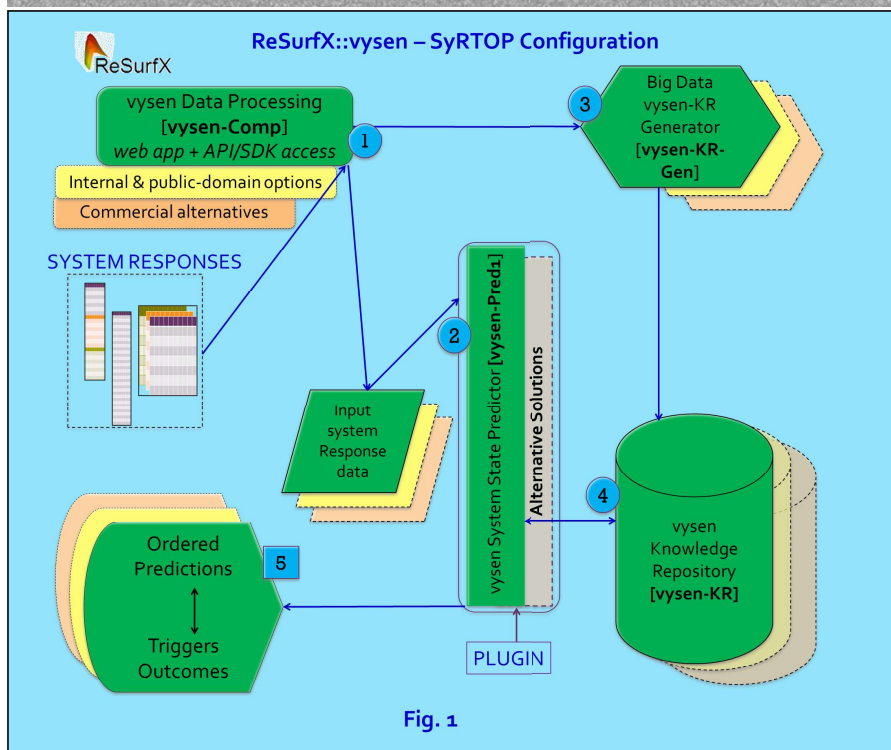 ReSurfX::vysen – SyRTOP Configuration
ReSurfX
vysen Data Processing
[vysen-Comp]
web app + API/SDK access
1
Internal & public-domain options
Commercial alternatives
3
Big Data
vysen-KR
Generator
[vysen-KR-
Gen]
SYSTEM RESPONSES
2
vysen System State Predictor [vysen-Pred1]
Alternative Solutions
Input
system
Response
data
4
vysen
Knowledge
Repository
[vysen-KR]
5
Ordered
Predictions
Triggers
Outcomes
PLUGIN
Fig. 1